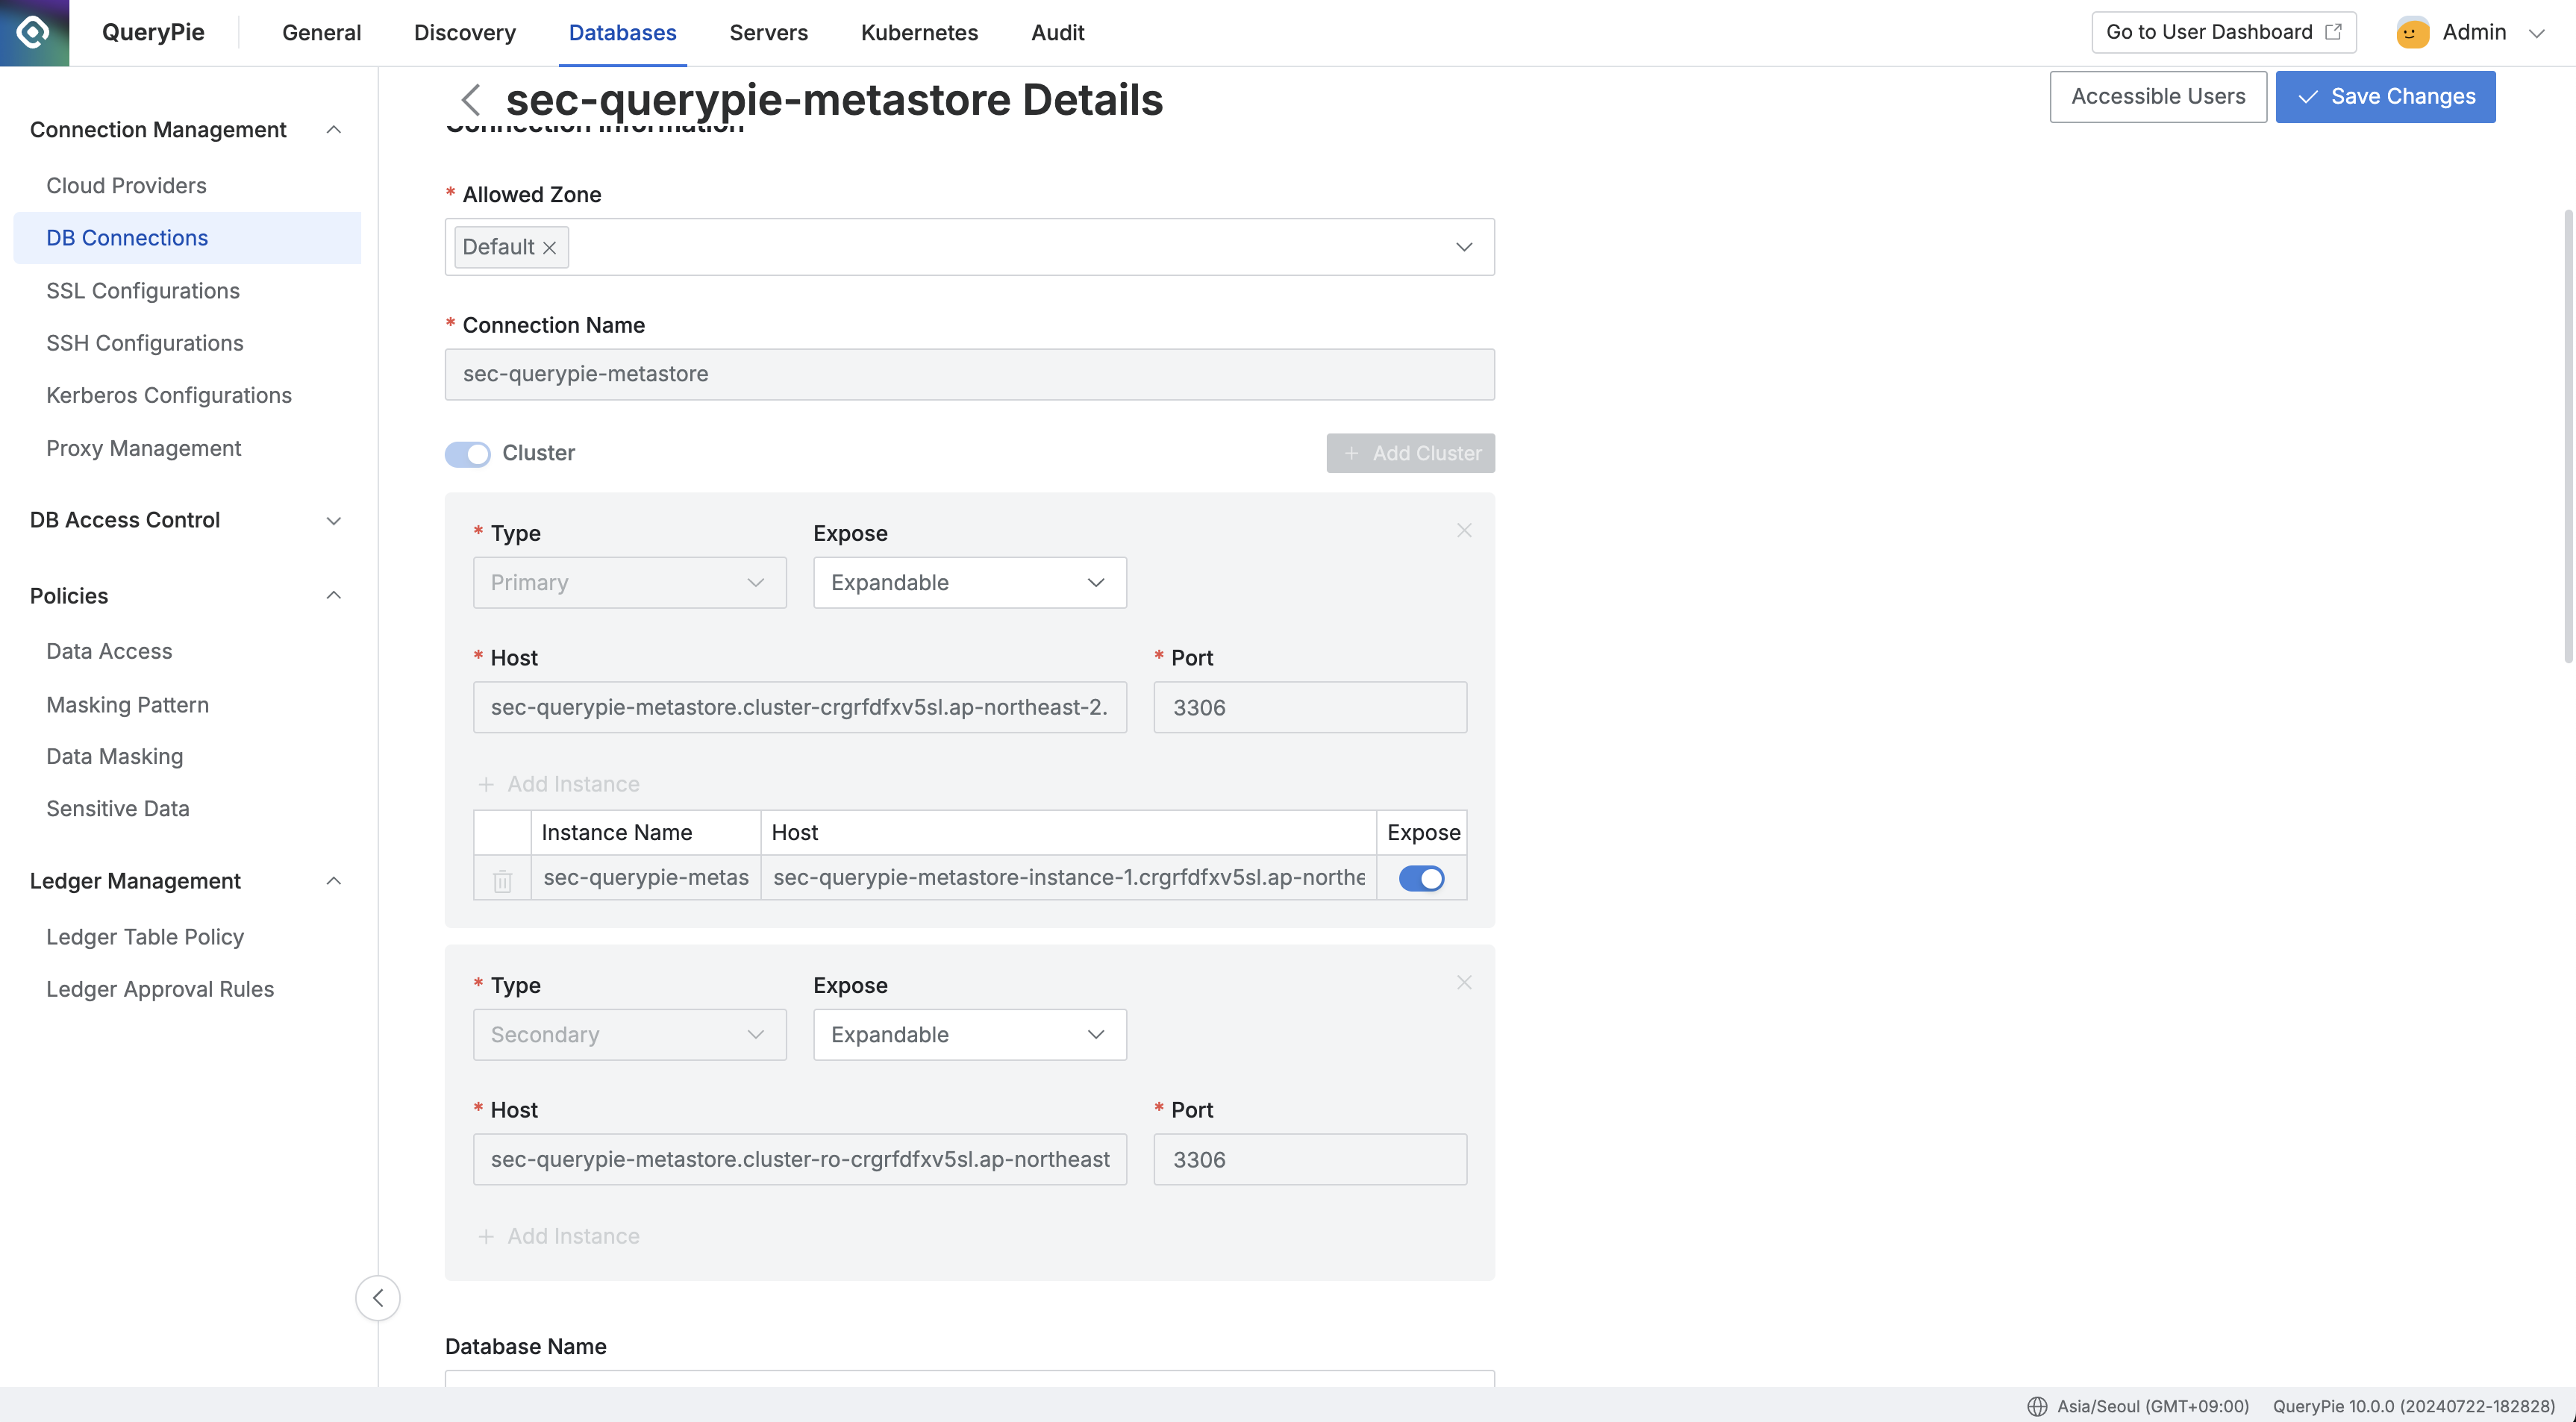 QueryPie
General
Discovery
Databases
Servers
Kubernetes
Audit
Go to User Dashboard
Admin
Connection Management
Cloud Providers
DB Connections
SSL Configurations
SSH Configurations
Kerberos Configurations
Proxy Management
DB Access Control
Policies
Data Access
Masking Pattern
Data Masking
Sensitive Data
Ledger Management
Ledger Table Policy
Ledger Approval Rules
sec-querypie-metastore Details
Accessible Users
Save Changes
Connection Information
* Allowed Zone
Default
* Connection Name
sec-querypie-metastore
Cluster
+ Add Cluster
* Type
Expose
Primary
Expandable
* Host
* Port
sec-querypie-metastore.cluster-crgrfdfxv5sl.ap-northeast-2.
3306
+ Add Instance
Instance Name
Host
Expose
sec-querypie-metas
sec-querypie-metastore-instance-1.crgrfdfxv5sl.ap-northe
* Type
Expose
Secondary
Expandable
* Host
* Port
sec-querypie-metastore.cluster-ro-crgrfdfxv5sl.ap-northeast
3306
+ Add Instance
Database Name
Asia/Seoul (GMT+09:00)
QueryPie 10.0.0 (20240722-182828)